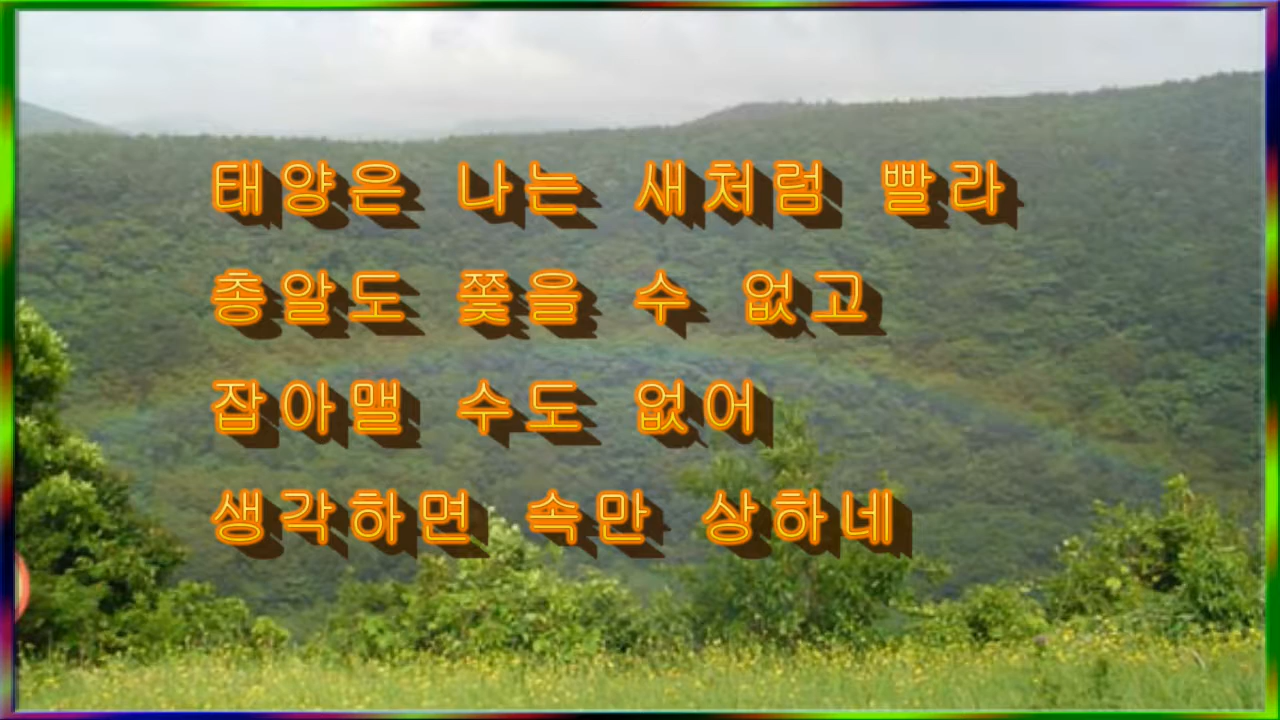 태양은 나는 새처럼 빨라
총알도 쫓을 수 없고
잡아맬 수도 없어
생각하면 속만 상하네